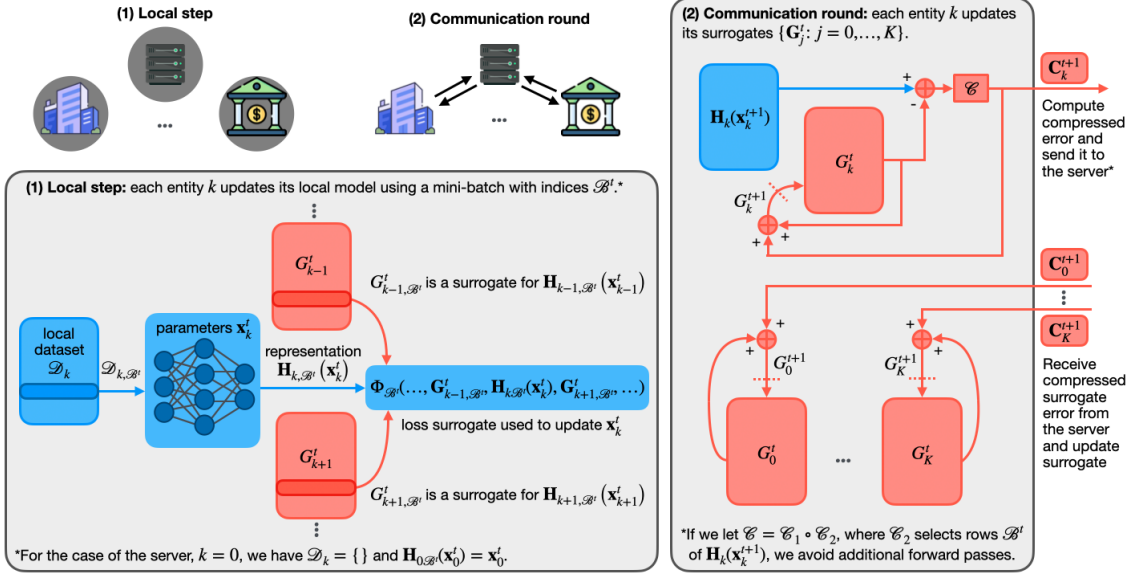 (1) Local step
(2) Communication round
...
...
(1) Local step: each entity k updates its local model using a mini-batch with indices ℬᵗ.*
G^t_{k−1}
G^t_{k−1,ℬ^t} is a surrogate for H_{k−1,ℬ^t}(x^t_{k−1})
local
dataset
𝒟_k
𝒟_{k,ℬ^t}
parameters x^t_k
representation
H_{k,ℬ^t}(x^t_k)
Φ_{ℬ^t}(…, G^t_{k−1,ℬ^t}, H_{kℬ^t}(x^t_k), G^t_{k+1,ℬ^t}, …)
loss surrogate used to update x^t_k
G^t_{k+1}
G^t_{k+1,ℬ^t} is a surrogate for H_{k+1,ℬ^t}(x^t_{k+1})
*For the case of the server, k = 0, we have 𝒟_k = {} and H_{0ℬ^t}(x^t_0) = x^t_0.
(2) Communication round: each entity k updates
its surrogates {G^t_j: j = 0,…, K}.
H_k(x^{t+1}_k)
+
-
𝒞
C^{t+1}_k
Compute
compressed
error and
send it to
the server*
G^t_k
G^{t+1}_k
+
+
C^{t+1}_0
C^{t+1}_K
Receive
compressed
surrogate
error from
the server
and update
surrogate
+
+
G^{t+1}_0
+
+
G^{t+1}_K
G^t_0
...
G^t_K
*If we let 𝒞 = 𝒞_1 ∘ 𝒞_2, where 𝒞_2 selects rows ℬ^t
of H_k(x^{t+1}_k), we avoid additional forward passes.